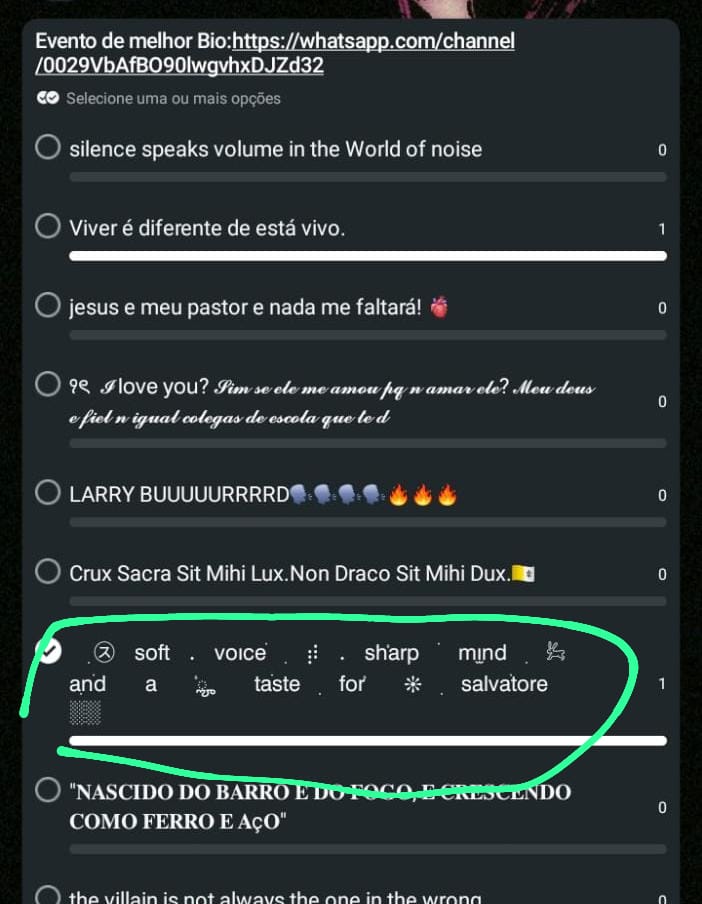 Evento de melhor Bio:https://whatsapp.com/channel
/0029VbAfBO90lwgvhxDJZd32
Selecione uma ou mais opções
silence speaks volume in the World of noise 0
Viver é diferente de está vivo. 1
jesus e meu pastor e nada me faltará! 🫀 0
୨୧ 𝓘love you? 𝓢𝓲𝓶 𝓼𝓮 𝓮𝓵𝓮 𝓶𝓮 𝓪𝓶𝓸𝓾 𝓹𝓺 𝓷 𝓪𝓶𝓪𝓻 𝓮𝓵𝓮? 𝓜𝓮𝓾 𝓭𝓮𝓾𝓼
𝓮 𝓯𝓲𝓮𝓵 𝓷 𝓲𝓰𝓾𝓪𝓵 𝓬𝓸𝓵𝓮𝓰𝓪𝓼 𝓭𝓮 𝓮𝓼𝓬𝓸𝓵𝓪 𝓺𝓾𝓮 𝓵𝓮 𝓭 0
LARRY BUUUUURRRRD🗣️🗣️🗣️🗣️🔥🔥🔥 0
Crux Sacra Sit Mihi Lux.Non Draco Sit Mihi Dux.🇻🇦 0
㋜ soft . voıce . ⡾ . sharp mınd . 𓃹
and a taste . for ☼ . salvatore 1
▒▒
"𝐍𝐀𝐒𝐂𝐈𝐃𝐎 𝐃𝐎 𝐁𝐀𝐑𝐑𝐎 𝐄 𝐃𝐎 𝐅𝐎𝐆𝐎, 𝐄 𝐂𝐑𝐄𝐒𝐂𝐄𝐍𝐃𝐎
𝐂𝐎𝐌𝐎 𝐅𝐄𝐑𝐑𝐎 𝐄 𝐀ç𝐎" 0
the villain is not always the one in the wrong 0